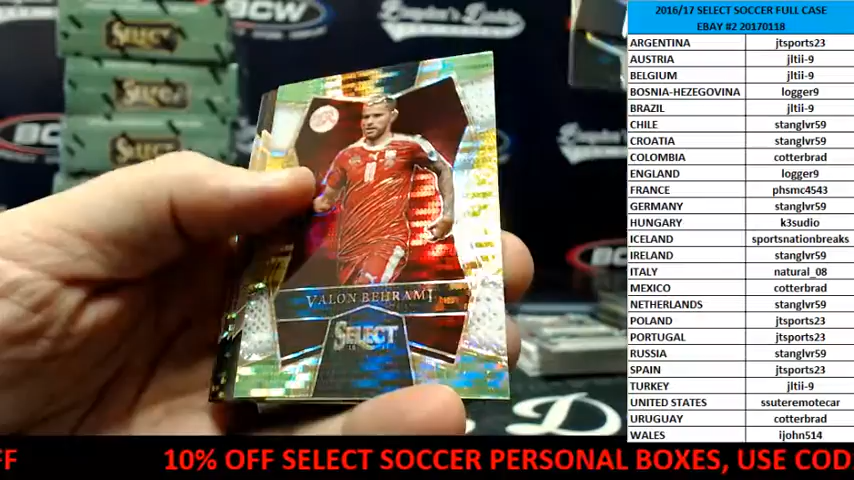 2016/17 SELECT SOCCER FULL CASE
EBAY #2 20170118
ARGENTINA jtsports23
AUSTRIA jltii-9
BELGIUM jltii-9
BOSNIA-HEZEGOVINA logger9
BRAZIL jltii-9
CHILE stanglvr59
CROATIA stanglvr59
COLOMBIA cotterbrad
ENGLAND logger9
FRANCE phsmc4543
GERMANY stanglvr59
HUNGARY k3sudio
ICELAND sportsnationbreaks
IRELAND stanglvr59
ITALY natural_08
MEXICO cotterbrad
NETHERLANDS stanglvr59
POLAND jtsports23
PORTUGAL jtsports23
RUSSIA stanglvr59
SPAIN jtsports23
TURKEY jltii-9
UNITED STATES ssuteremotecar
URUGUAY cotterbrad
WALES ijohn514
SELECT
SELECT
SELECT
BCW
BCW
VALON BEHRAMI
SELECT
FF 10% OFF SELECT SOCCER PERSONAL BOXES, USE COD